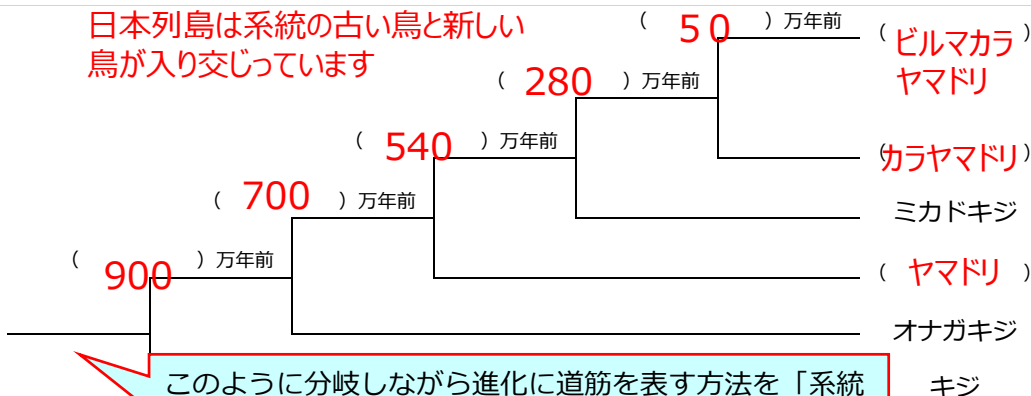 日本列島は系統の古い鳥と新しい
鳥が入り交じっています
( 50 ) 万年前
( ビルマカラ
ヤマドリ )
( 280 ) 万年前
( 540 ) 万年前
( カラヤマドリ )
( 700 ) 万年前
ミカドキジ
( 900 ) 万年前
( ヤマドリ )
オナガキジ
このように分岐しながら進化に道筋を表す方法を「系統
キジ